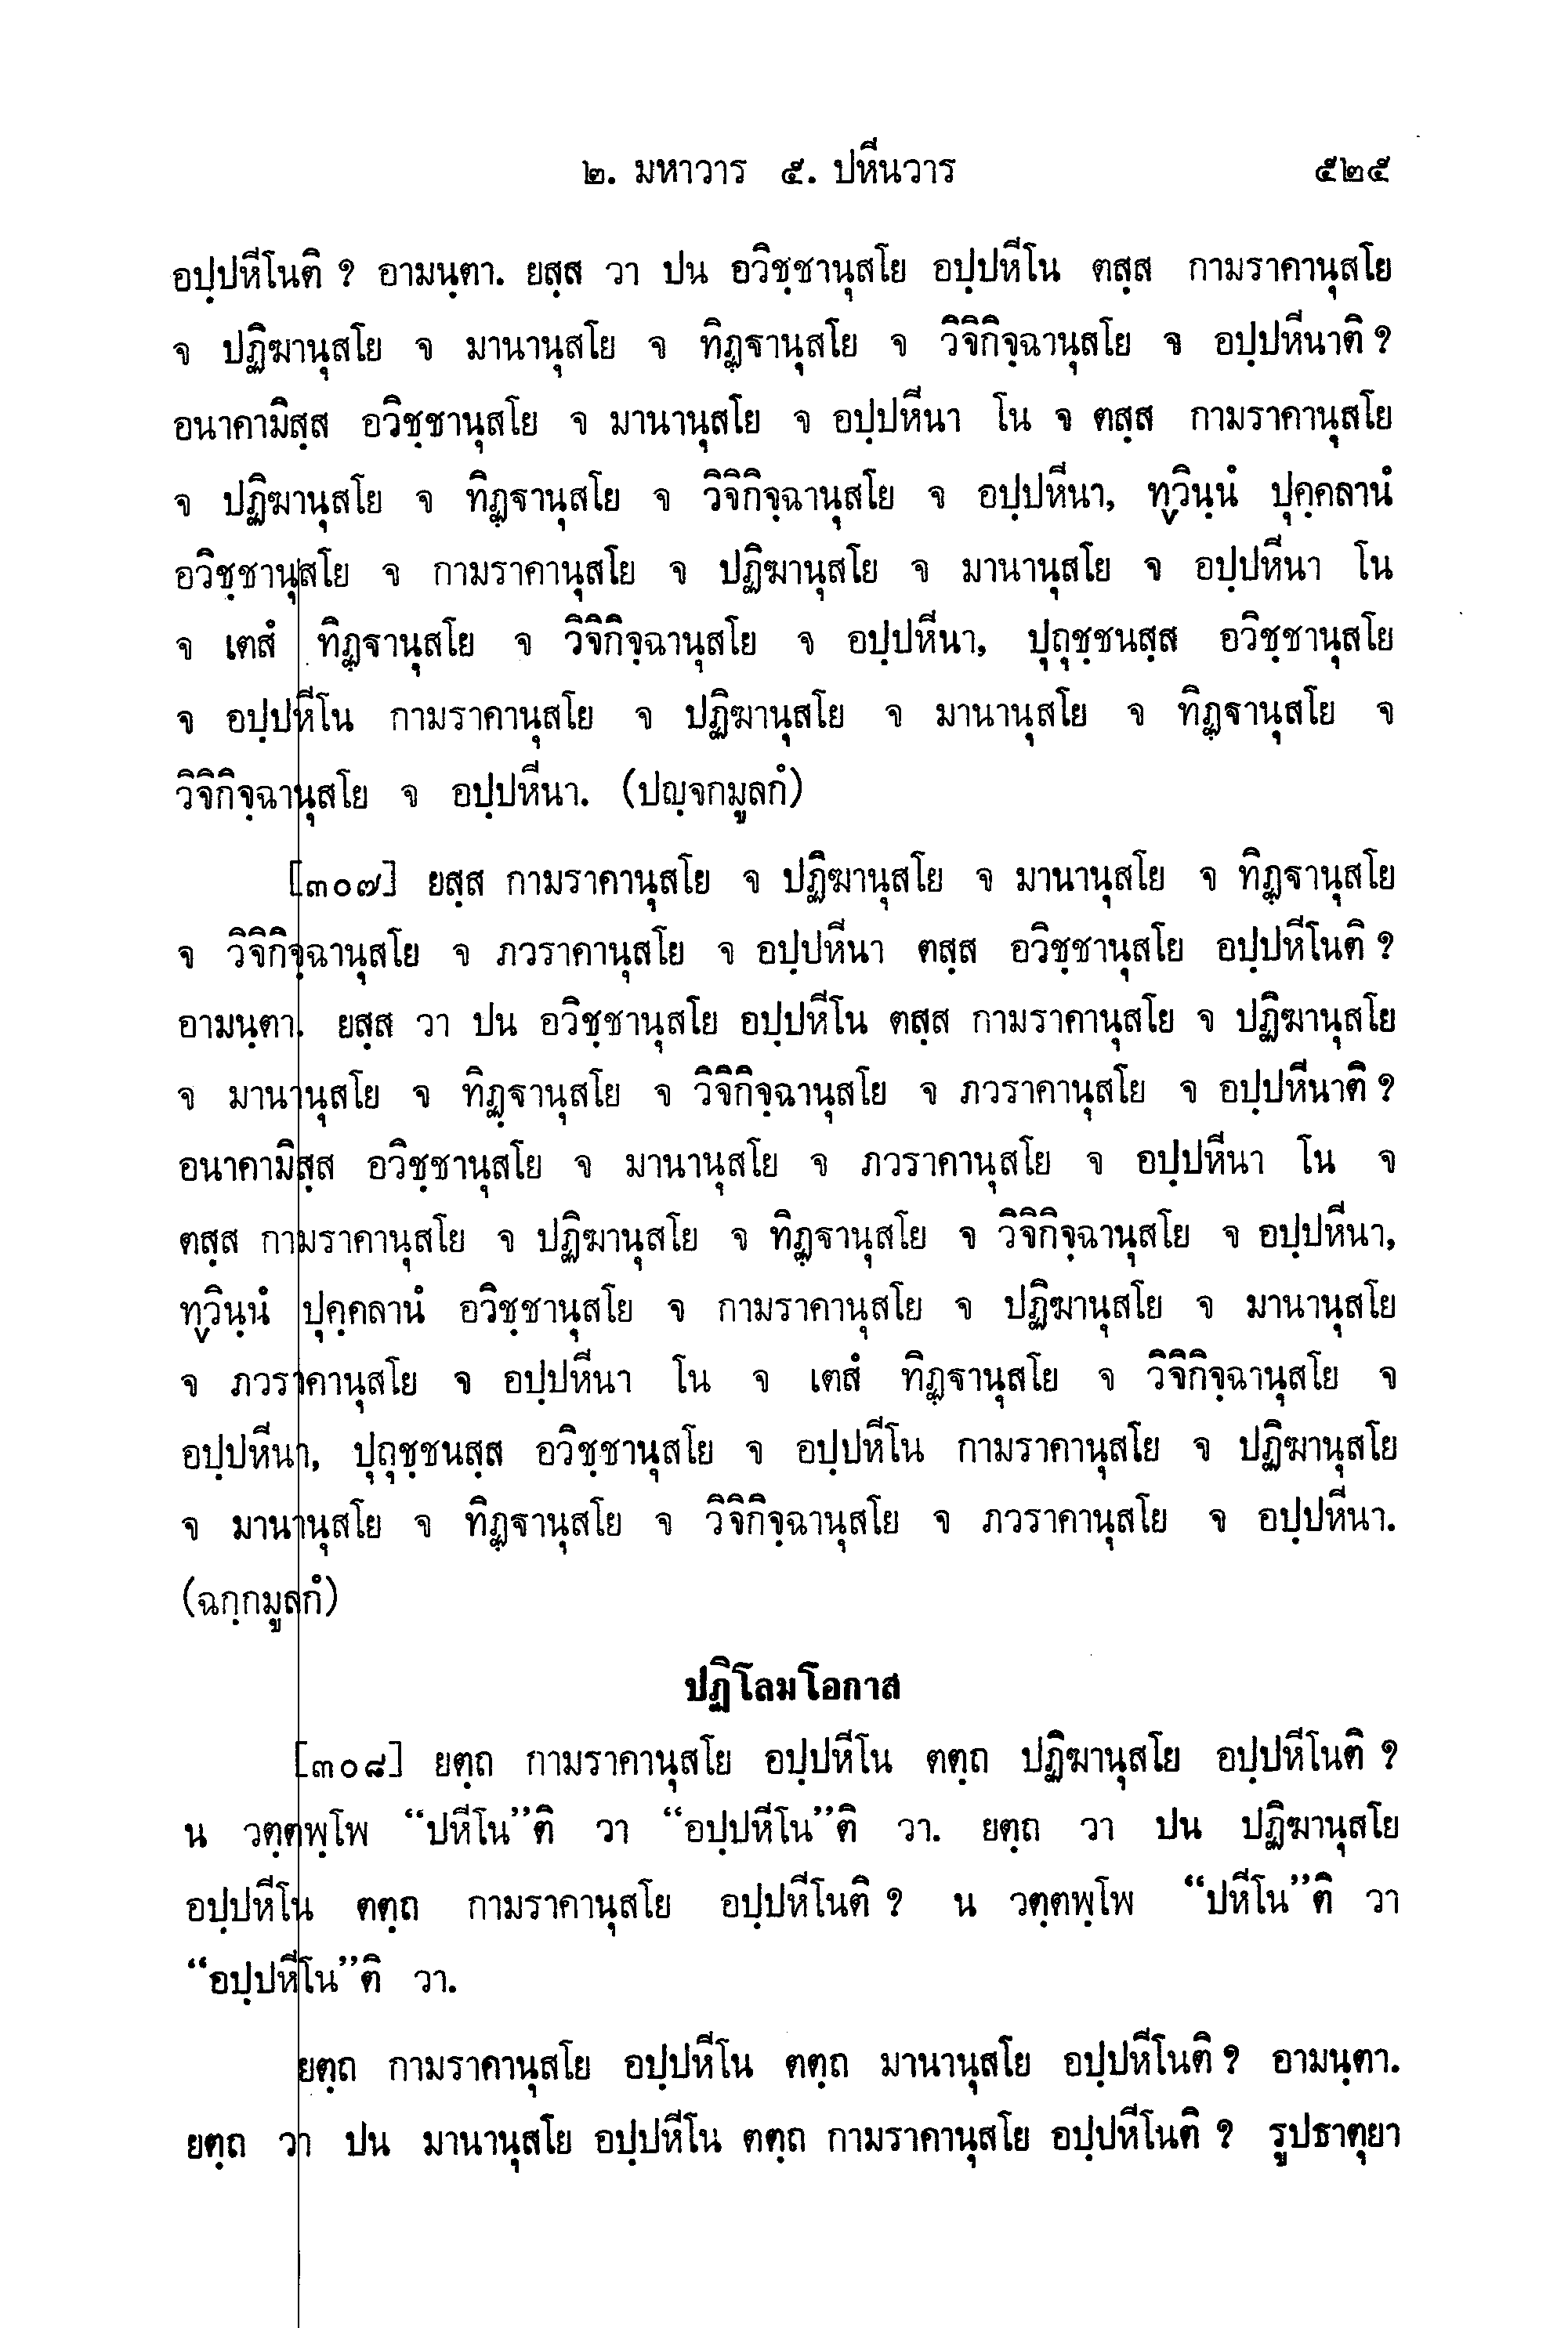 ๒. มหาวาร ๕. ปหีนวาร ๕๒๕
อปฺปหีโนติ ? อามนฺตา. ยสฺส วา ปน อวิชฺชานุสโย อปฺปหีโน ตสฺส กามราคานุสโย
จ ปฏิฆานุสโย จ มานานุสโย จ ทิฏฺฐานุสโย จ วิจิกิจฺฉานุสโย จ อปฺปหีนาติ ?
อนาคามิสฺส อวิชฺชานุสโย จ มานานุสโย จ อปฺปหีนา โน จ ตสฺส กามราคานุสโย
จ ปฏิฆานุสโย จ ทิฏฺฐานุสโย จ วิจิกิจฺฉานุสโย จ อปฺปหีนา, ทฺวินฺนํ ปุคฺคลานํ
อวิชฺชานุสโย จ กามราคานุสโย จ ปฏิฆานุสโย จ มานานุสโย จ อปฺปหีนา โน
จ เตสํ ทิฏฺฐานุสโย จ วิจิกิจฺฉานุสโย จ อปฺปหีนา, ปุถุชฺชนสฺส อวิชฺชานุสโย
จ อปฺปหีโน กามราคานุสโย จ ปฏิฆานุสโย จ มานานุสโย จ ทิฏฺฐานุสโย จ
วิจิกิจฺฉานุสโย จ อปฺปหีนา. (ปญฺจกมูลกํ)
[๓๐๗] ยสฺส กามราคานุสโย จ ปฏิฆานุสโย จ มานานุสโย จ ทิฏฺฐานุสโย
จ วิจิกิจฺฉานุสโย จ ภวราคานุสโย จ อปฺปหีนา ตสฺส อวิชฺชานุสโย อปฺปหีโนติ ?
อามนฺตา. ยสฺส วา ปน อวิชฺชานุสโย อปฺปหีโน ตสฺส กามราคานุสโย จ ปฏิฆานุสโย
จ มานานุสโย จ ทิฏฺฐานุสโย จ วิจิกิจฺฉานุสโย จ ภวราคานุสโย จ อปฺปหีนาติ ?
อนาคามิสฺส อวิชฺชานุสโย จ มานานุสโย จ ภวราคานุสโย จ อปฺปหีนา โน จ
ตสฺส กามราคานุสโย จ ปฏิฆานุสโย จ ทิฏฺฐานุสโย จ วิจิกิจฺฉานุสโย จ อปฺปหีนา,
ทฺวินฺนํ ปุคฺคลานํ อวิชฺชานุสโย จ กามราคานุสโย จ ปฏิฆานุสโย จ มานานุสโย
จ ภวราคานุสโย จ อปฺปหีนา โน จ เตสํ ทิฏฺฐานุสโย จ วิจิกิจฺฉานุสโย จ
อปฺปหีนา, ปุถุชฺชนสฺส อวิชฺชานุสโย จ อปฺปหีโน กามราคานุสโย จ ปฏิฆานุสโย
จ มานานุสโย จ ทิฏฺฐานุสโย จ วิจิกิจฺฉานุสโย จ ภวราคานุสโย จ อปฺปหีนา.
(ฉกฺกมูลกํ)
ปฏิโลมโอกาส
[๓๐๘] ยตฺถ กามราคานุสโย อปฺปหีโน ตตฺถ ปฏิฆานุสโย อปฺปหีโนติ ?
น วตฺตพฺโพ “ปหีโน”ติ วา “อปฺปหีโน”ติ วา. ยตฺถ วา ปน ปฏิฆานุสโย
อปฺปหีโน ตตฺถ กามราคานุสโย อปฺปหีโนติ ? น วตฺตพฺโพ “ปหีโน”ติ วา
“อปฺปหีโน”ติ วา.
ยตฺถ กามราคานุสโย อปฺปหีโน ตตฺถ มานานุสโย อปฺปหีโนติ ? อามนฺตา.
ยตฺถ วา ปน มานานุสโย อปฺปหีโน ตตฺถ กามราคานุสโย อปฺปหีโนติ ? รูปธาตุยา